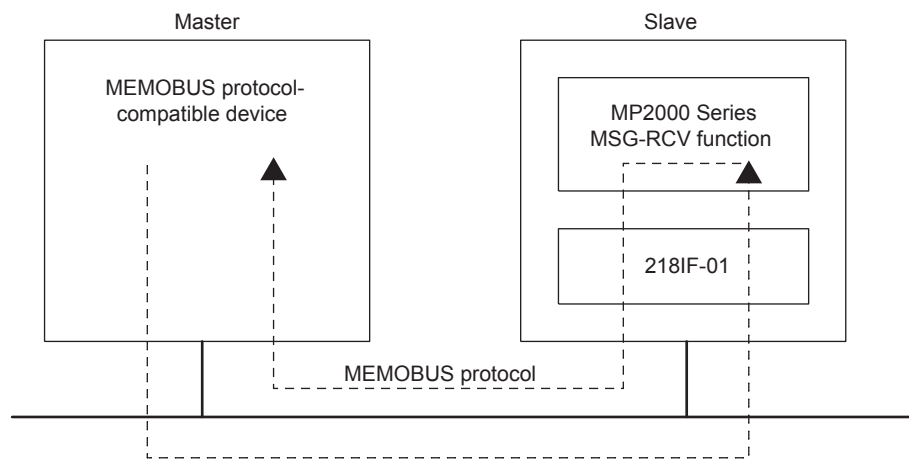 Master
Slave
MEMOBUS protocol-
compatible device
MP2000 Series
MSG-RCV function
218IF-01
MEMOBUS protocol